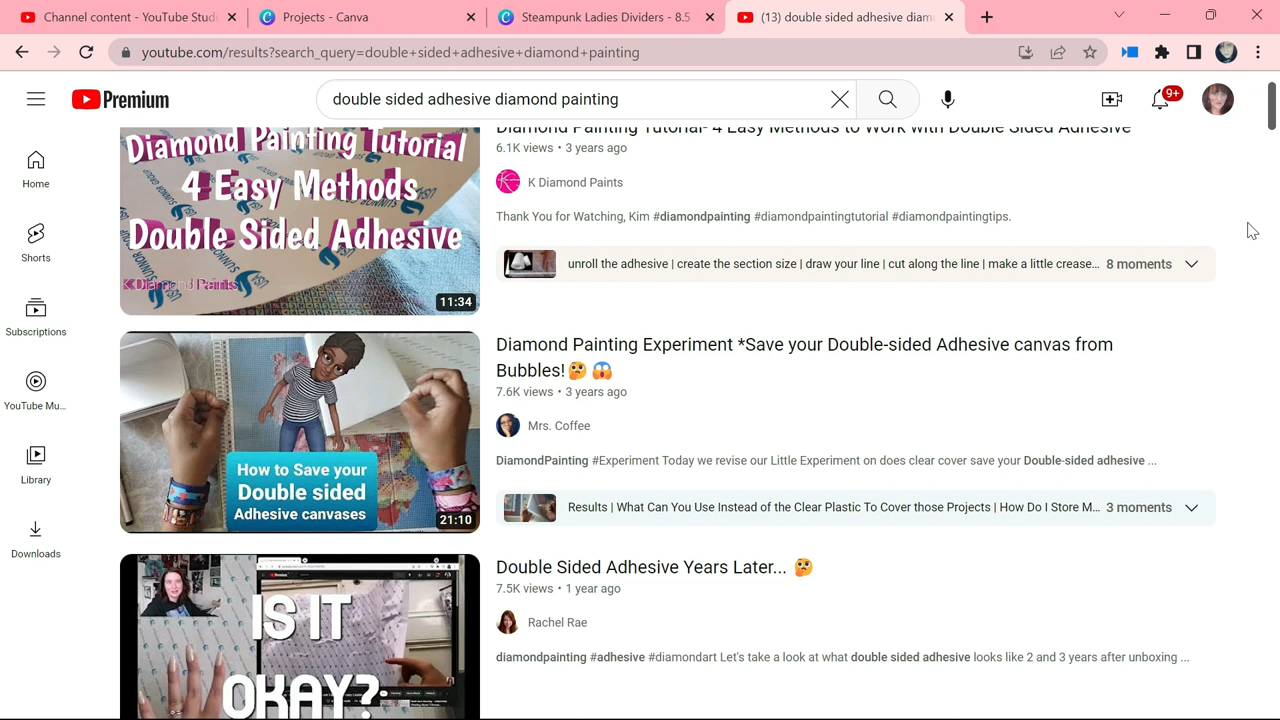 Channel content - YouTube Studi
Projects - Canva
Steampunk Ladies Dividers - 8.5
(13) double sided adhesive diam
youtube.com/results?search_query=double+sided+adhesive+diamond+painting
Premium
double sided adhesive diamond painting
9+
Home
Shorts
Subscriptions
YouTube Mu...
Library
Downloads
Diamond Painting Tutorial
4 Easy Methods
Double Sided Adhesive
K Diamond Paints
11:34
Diamond Painting Tutorial- 4 Easy Methods to Work with Double Sided Adhesive
6.1K views • 3 years ago
K Diamond Paints
Thank You for Watching, Kim #diamondpainting #diamondpaintingtutorial #diamondpaintingtips.
unroll the adhesive | create the section size | draw your line | cut along the line | make a little crease... 8 moments
How to Save your
Double sided
Adhesive canvases
21:10
Diamond Painting Experiment *Save your Double-sided Adhesive canvas from
Bubbles!🤔😱
7.6K views • 3 years ago
Mrs. Coffee
DiamondPainting #Experiment Today we revise our Little Experiment on does clear cover save your Double-sided adhesive ...
Results | What Can You Use Instead of the Clear Plastic To Cover those Projects | How Do I Store M... 3 moments
IS IT
OKAY?
Double Sided Adhesive Years Later... 🤔
7.5K views • 1 year ago
Rachel Rae
diamondpainting #adhesive #diamondart Let's take a look at what double sided adhesive looks like 2 and 3 years after unboxing ...